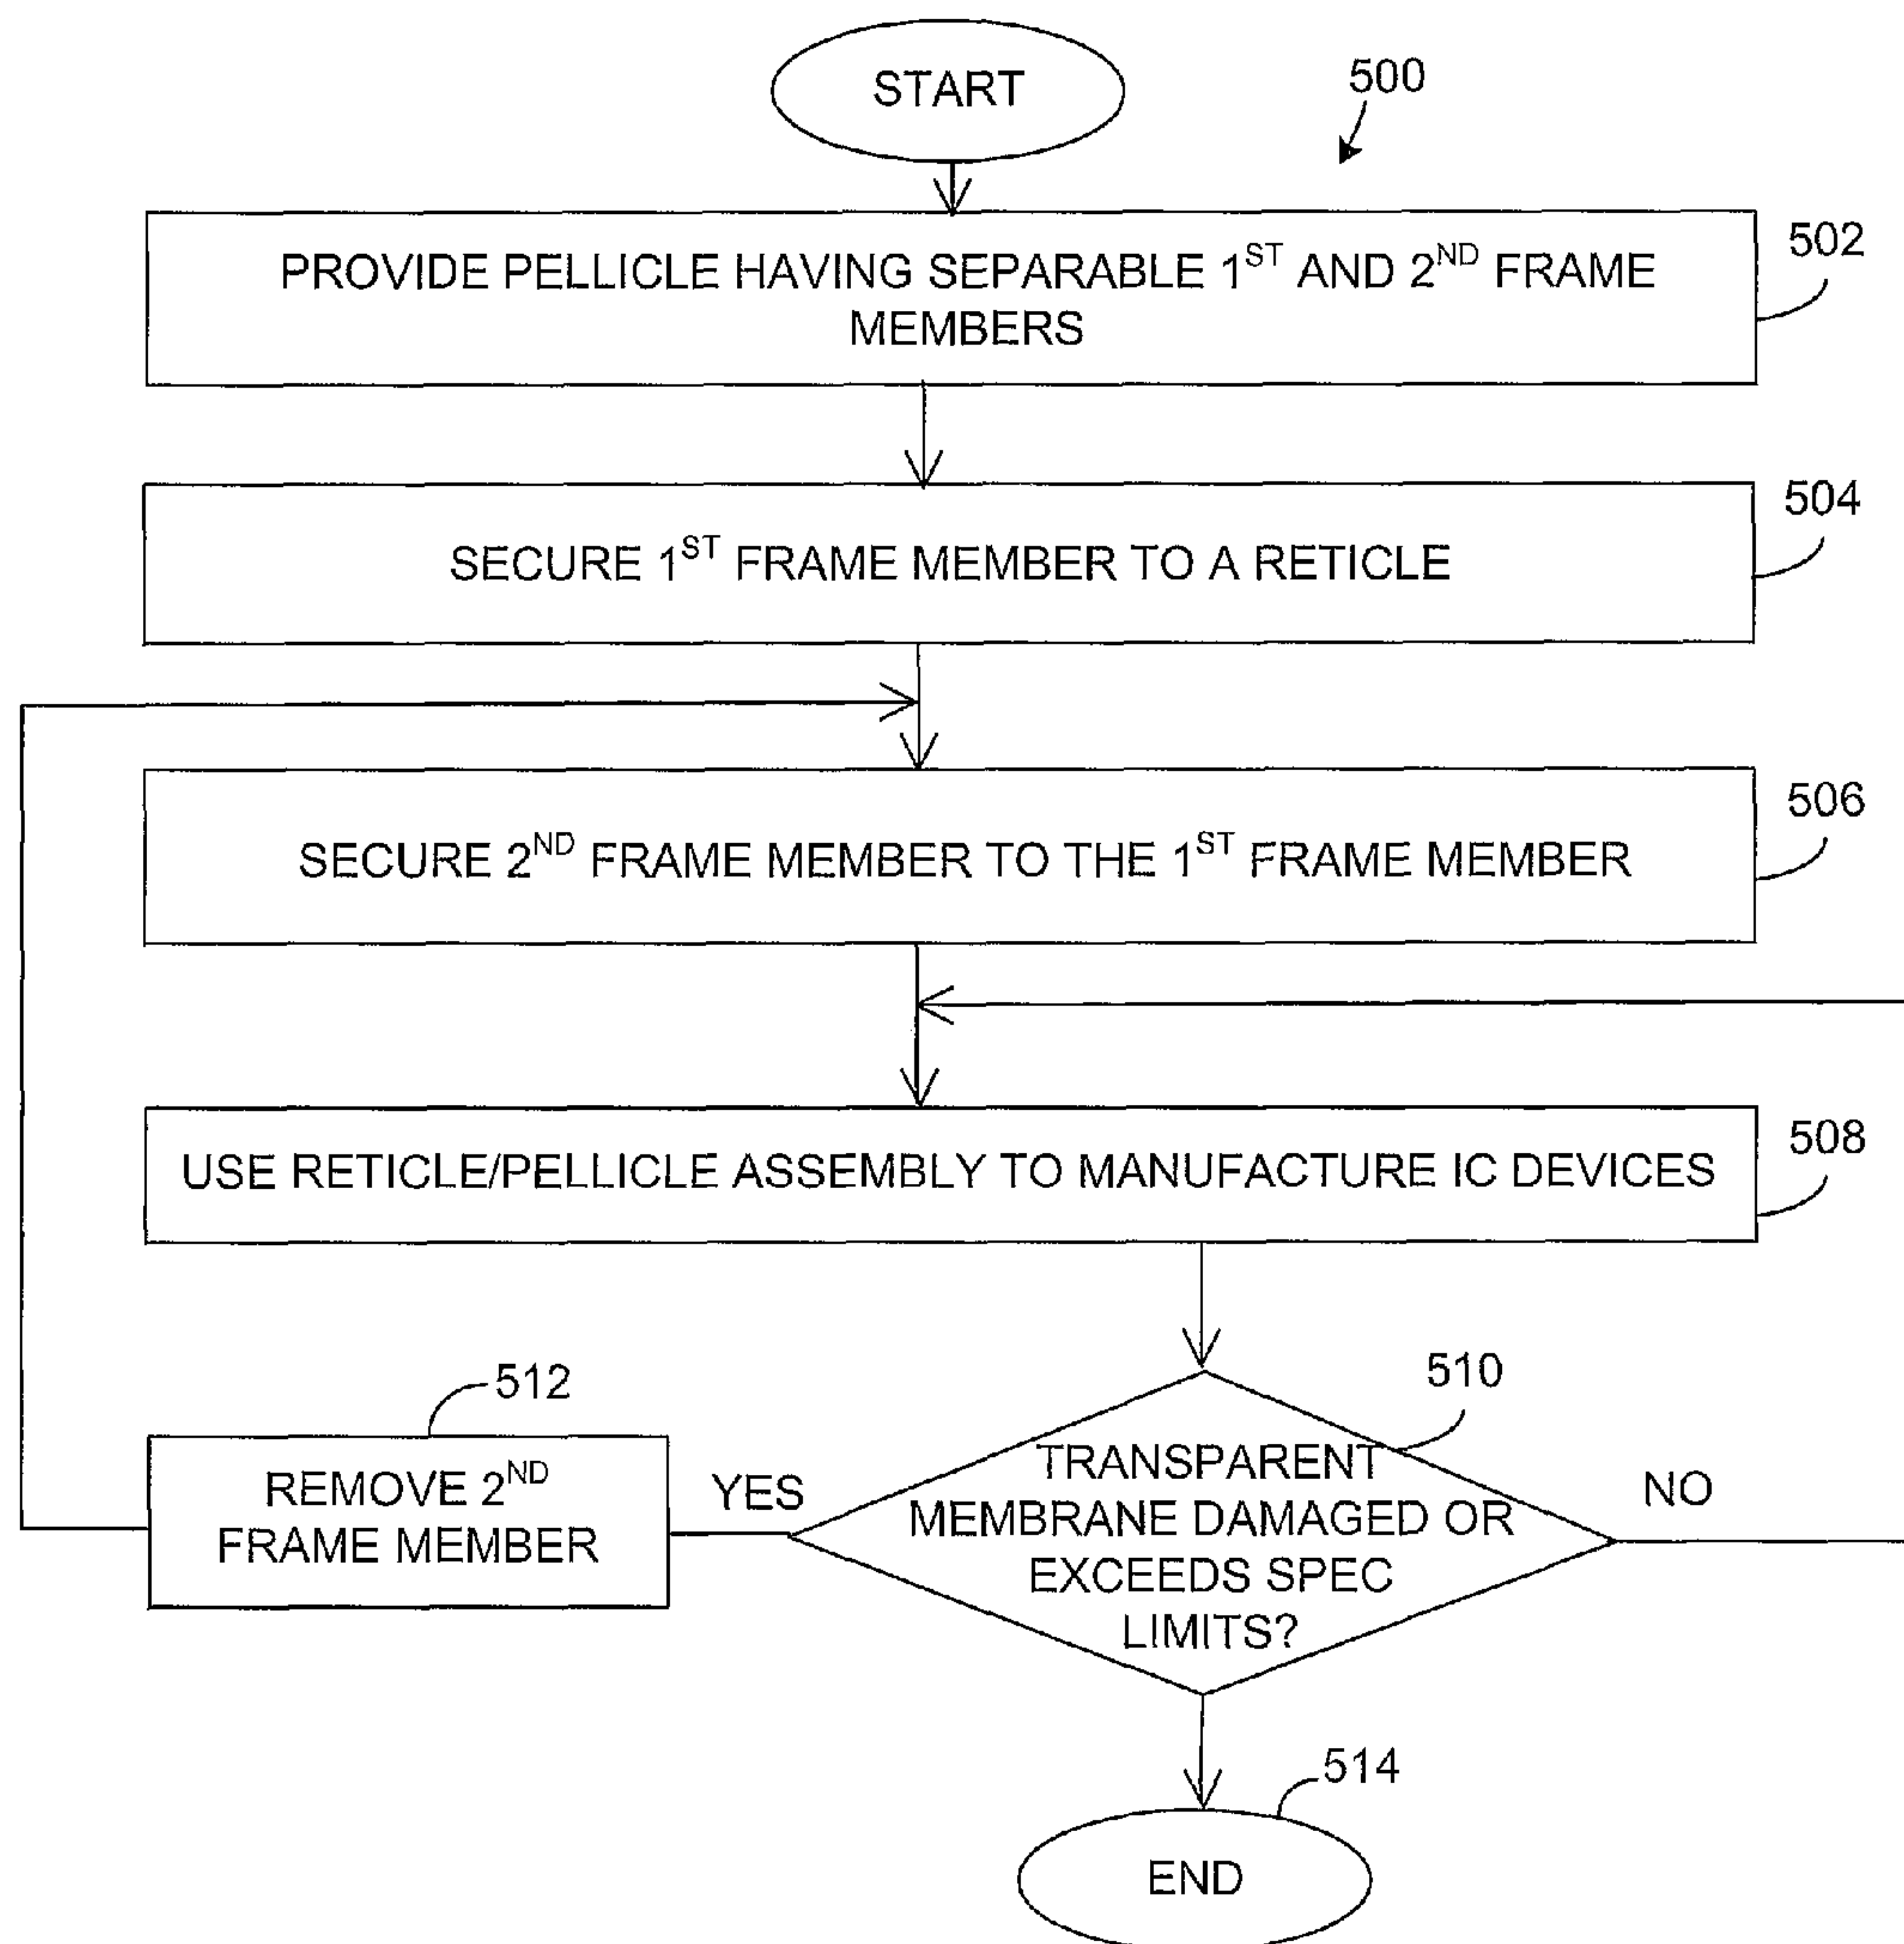 START
500
PROVIDE PELLICLE HAVING SEPARABLE 1ST AND 2ND FRAME
MEMBERS
502
SECURE 1ST FRAME MEMBER TO A RETICLE
504
SECURE 2ND FRAME MEMBER TO THE 1ST FRAME MEMBER
506
USE RETICLE/PELLICLE ASSEMBLY TO MANUFACTURE IC DEVICES
508
510
TRANSPARENT
MEMBRANE DAMAGED OR
EXCEEDS SPEC
LIMITS?
YES
NO
512
REMOVE 2ND
FRAME MEMBER
514
END